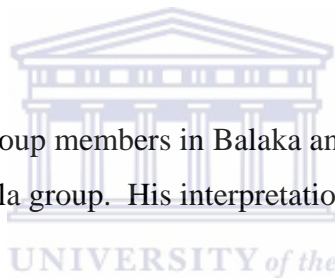 oup members in Balaka an
la group. His interpretatio
UNIVERSITY of the